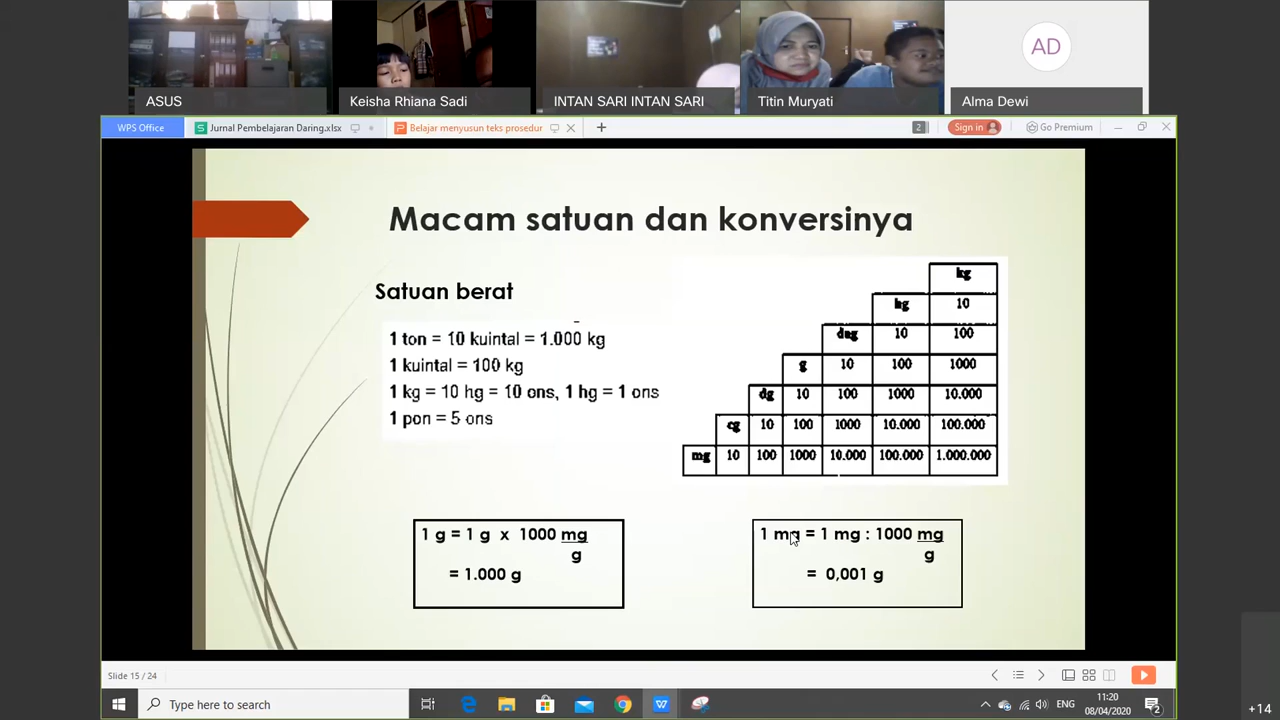 ASUS
Keisha Rhiana Sadi
INTAN SARI INTAN SARI
Titin Muryati
AD
Alma Dewi
WPS Office
Jurnal Pembelajaran Daring.xlsx
Belajar menyusun teks prosedur
2
Sign in
Go Premium
Macam satuan dan konversinya
Satuan berat
1 ton = 10 kuintal = 1.000 kg
1 kuintal = 100 kg
1 kg = 10 hg = 10 ons, 1 hg = 1 ons
1 pon = 5 ons
kg
hg 10
dag 10 100
g 10 100 1000
dg 10 100 1000 10.000
cg 10 100 1000 10.000 100.000
mg 10 100 1000 10.000 100.000 1.000.000
1 g = 1 g x 1000 mg
g
= 1.000 g
1 mg = 1 mg : 1000 mg
g
= 0,001 g
Slide 15 / 24
Type here to search
ENG
11:20
08/04/2020
2
+14